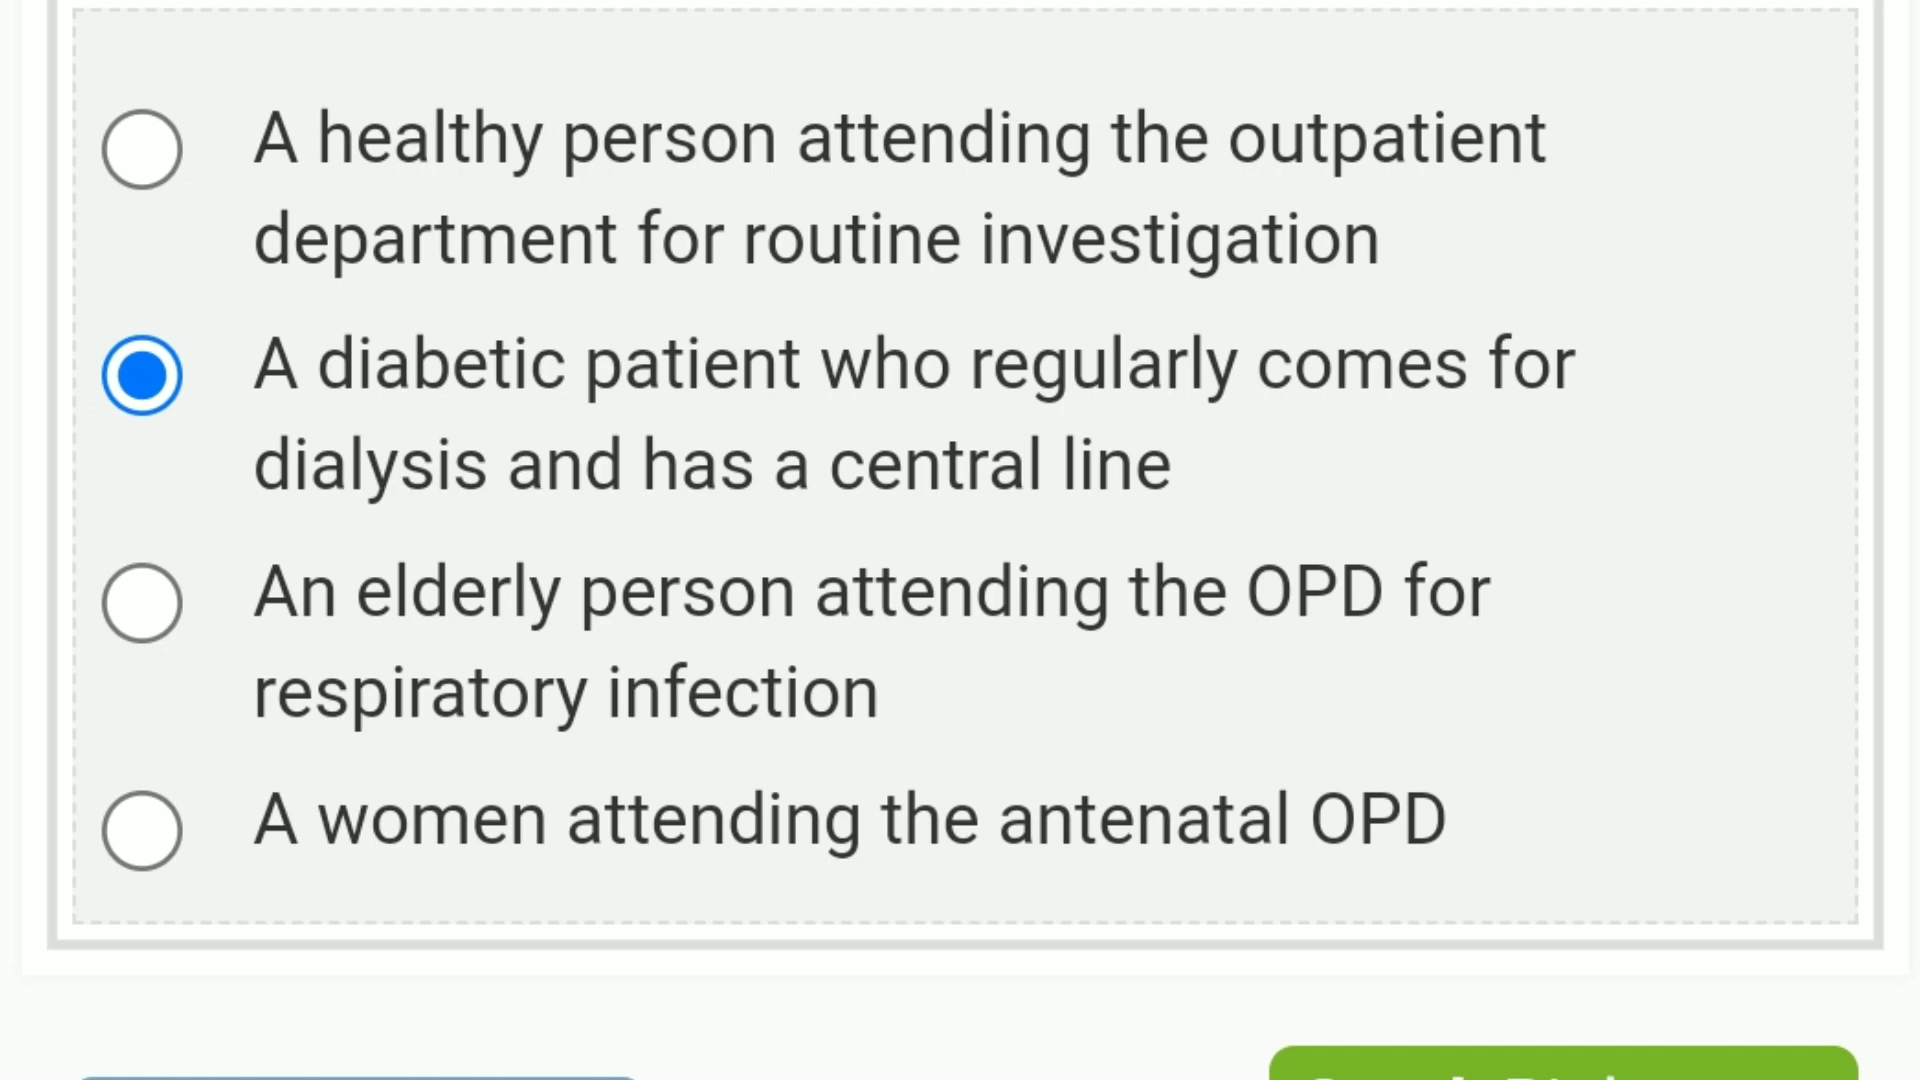 A healthy person attending the outpatient
department for routine investigation
A diabetic patient who regularly comes for
dialysis and has a central line
An elderly person attending the OPD for
respiratory infection
A women attending the antenatal OPD